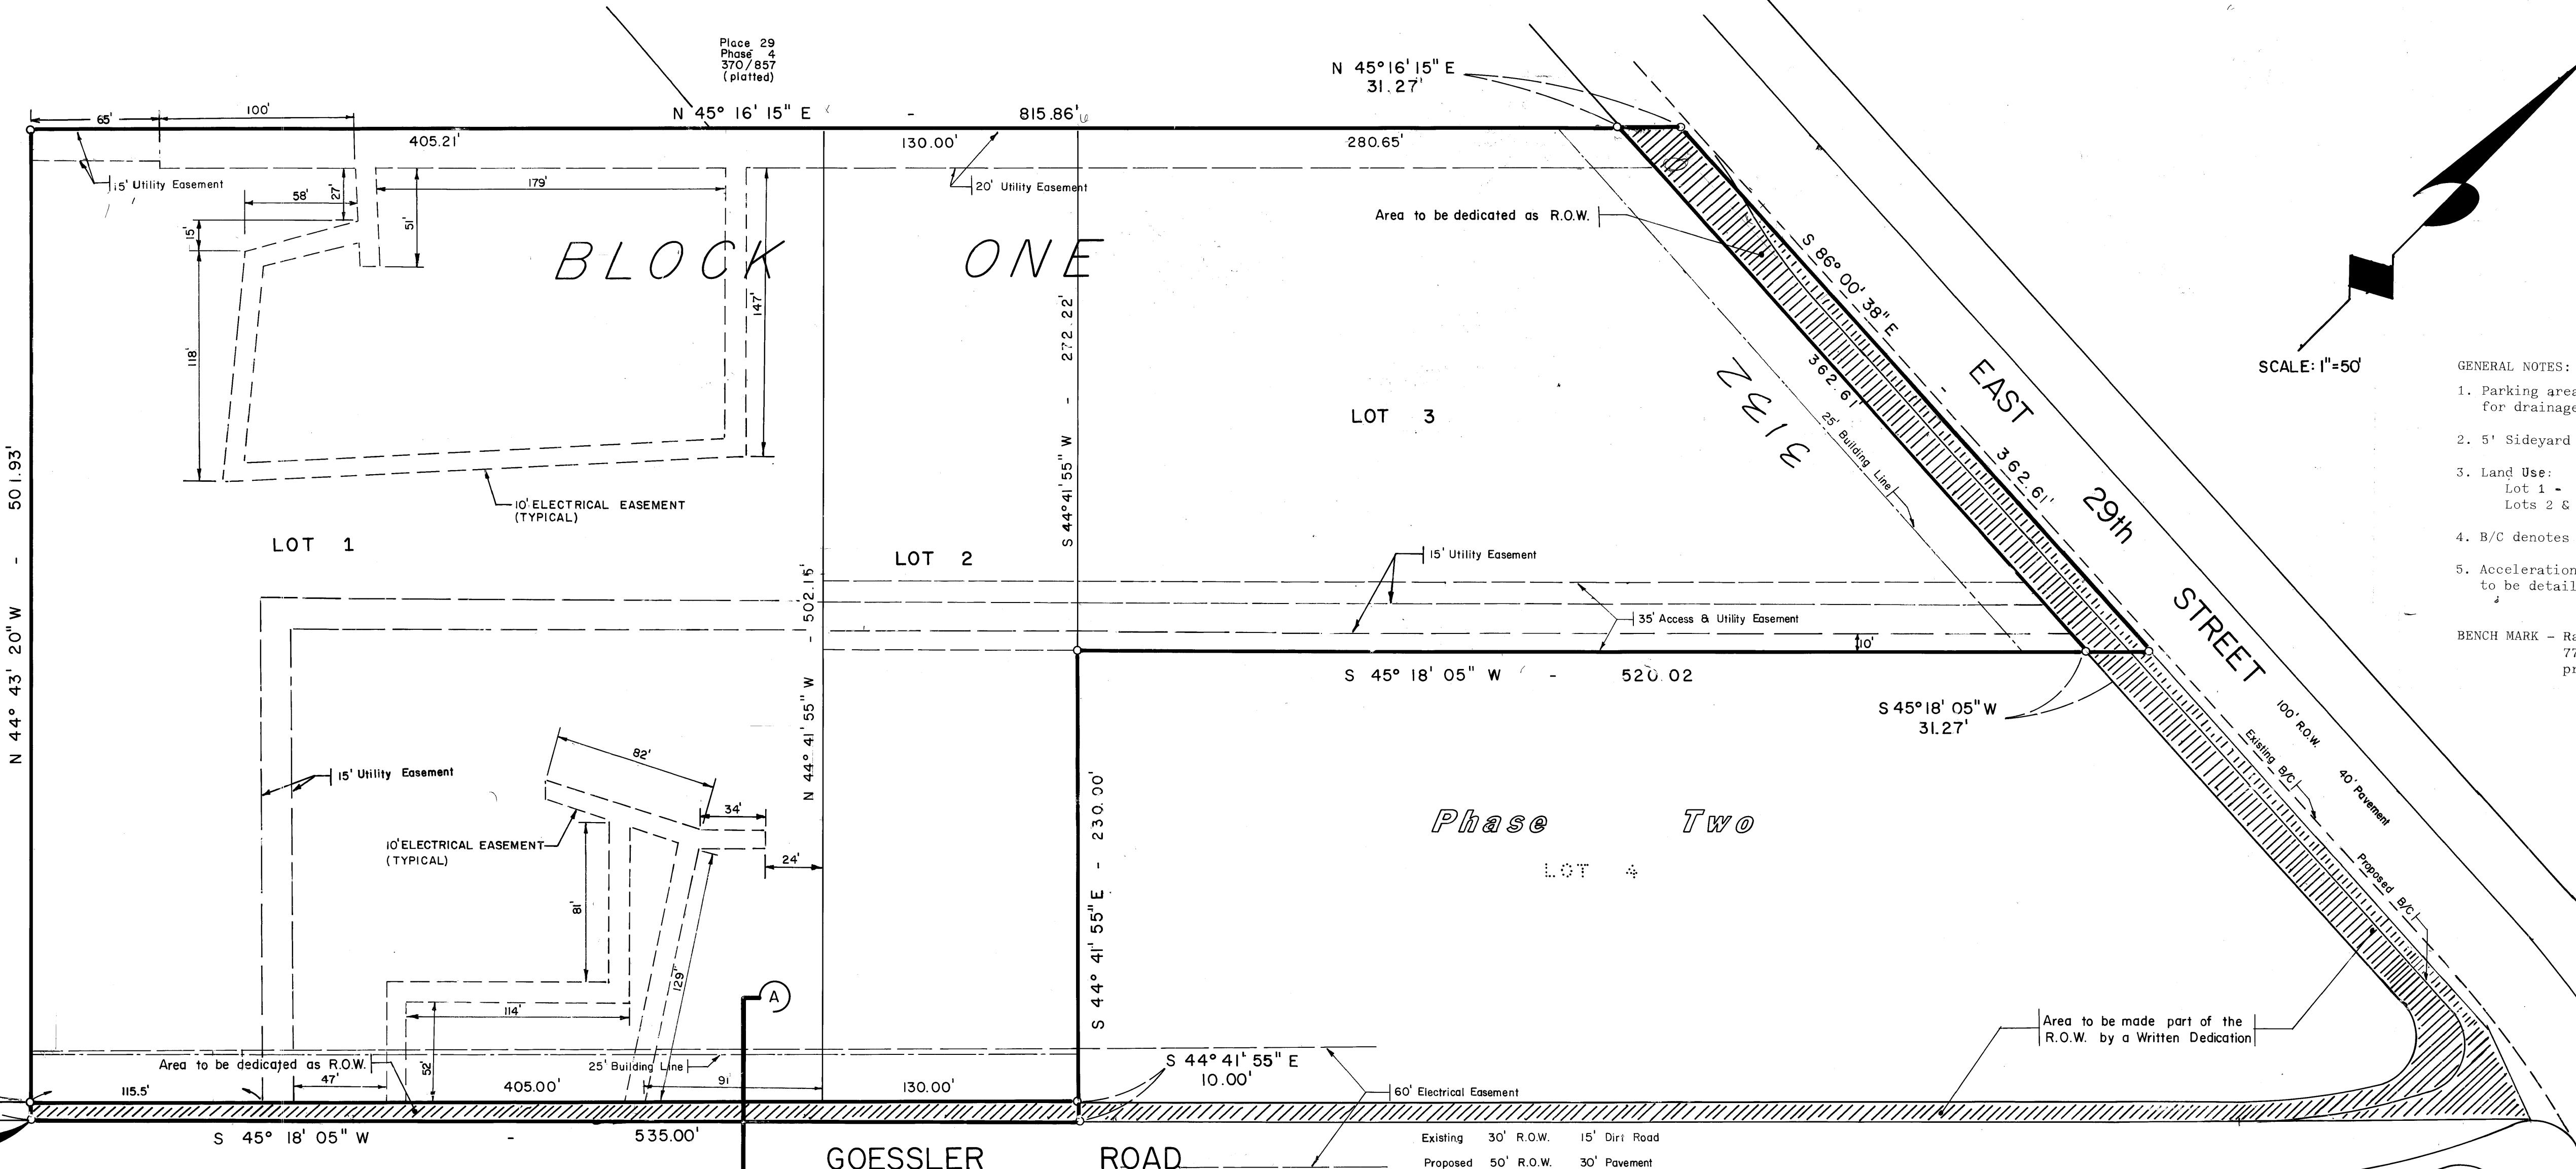 Place 29
Phase 4
370/857
(platted)
N 45°16'15" E
31.27'
65'
100'
N 45° 16' 15" E - 815.86'
405.21'
130.00'
280.65'
15' Utility Easement
58'
27'
179'
51'
20' Utility Easement
Area to be dedicated as R.O.W.
15'
BLOCK ONE
S 86° 00' 38" E - 362.61'
147'
118'
S 44°41'55" W - 272.22'
362.61'
3132
25' Building Line
EAST 29th STREET
SCALE: 1"=50'
GENERAL NOTES:
1. Parking area
for drainage
2. 5' Sideyard
3. Land Use:
Lot 1 -
Lots 2 &
4. B/C denotes
5. Acceleration
to be detail
BENCH MARK - Ra
77
pr
LOT 3
N 44° 43' 20" W - 501.93'
10' ELECTRICAL EASEMENT
(TYPICAL)
LOT 1
LOT 2
15' Utility Easement
N 44° 41' 55" W - 502.15'
35' Access & Utility Easement
10'
S 45° 18' 05" W - 520.02
S 45°18' 05" W
31.27'
100' R.O.W.
40' Pavement
Existing B/C
Proposed B/C
82'
15' Utility Easement
34'
10' ELECTRICAL EASEMENT
(TYPICAL)
24'
81'
129'
S 44° 41' 55" E - 230.00'
Phase Two
LOT 4
A
114'
52'
Area to be made part of the
R.O.W. by a Written Dedication
Area to be dedicated as R.O.W.
25' Building Line
S 44° 41' 55" E
10.00'
115.5'
47'
405.00'
91'
130.00'
60' Electrical Easement
S 45° 18' 05" W - 535.00'
GOESSLER ROAD
Existing 30' R.O.W. 15' Dirt Road
Proposed 50' R.O.W. 30' Pavement